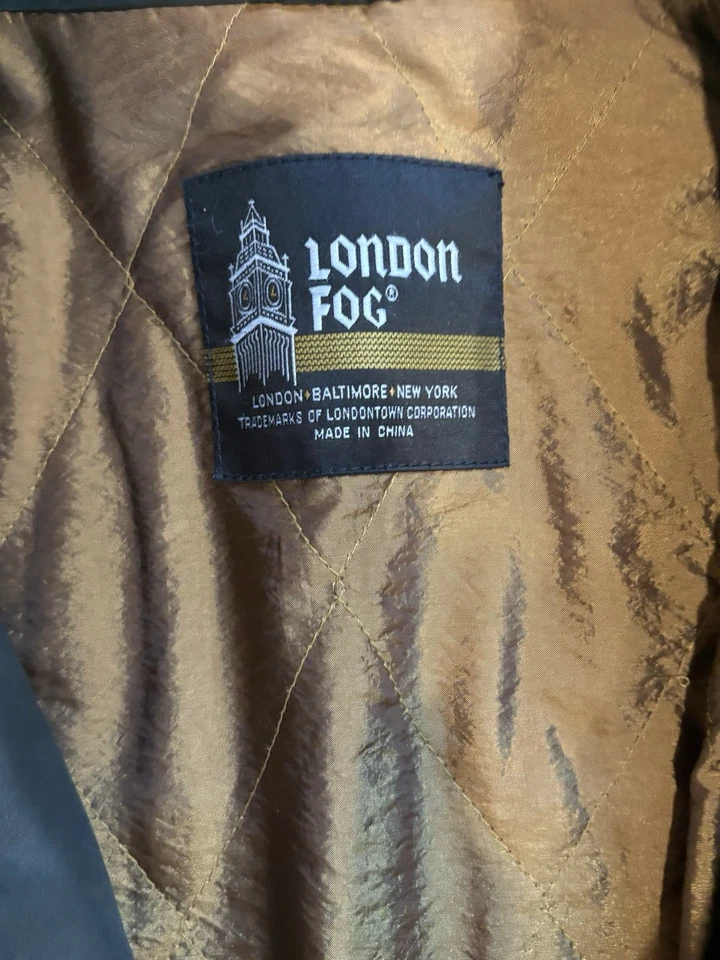 LONDON
FOG®
LONDON♦BALTIMORE♦NEW YORK
TRADEMARKS OF LONDONTOWN CORPORATION
MADE IN CHINA